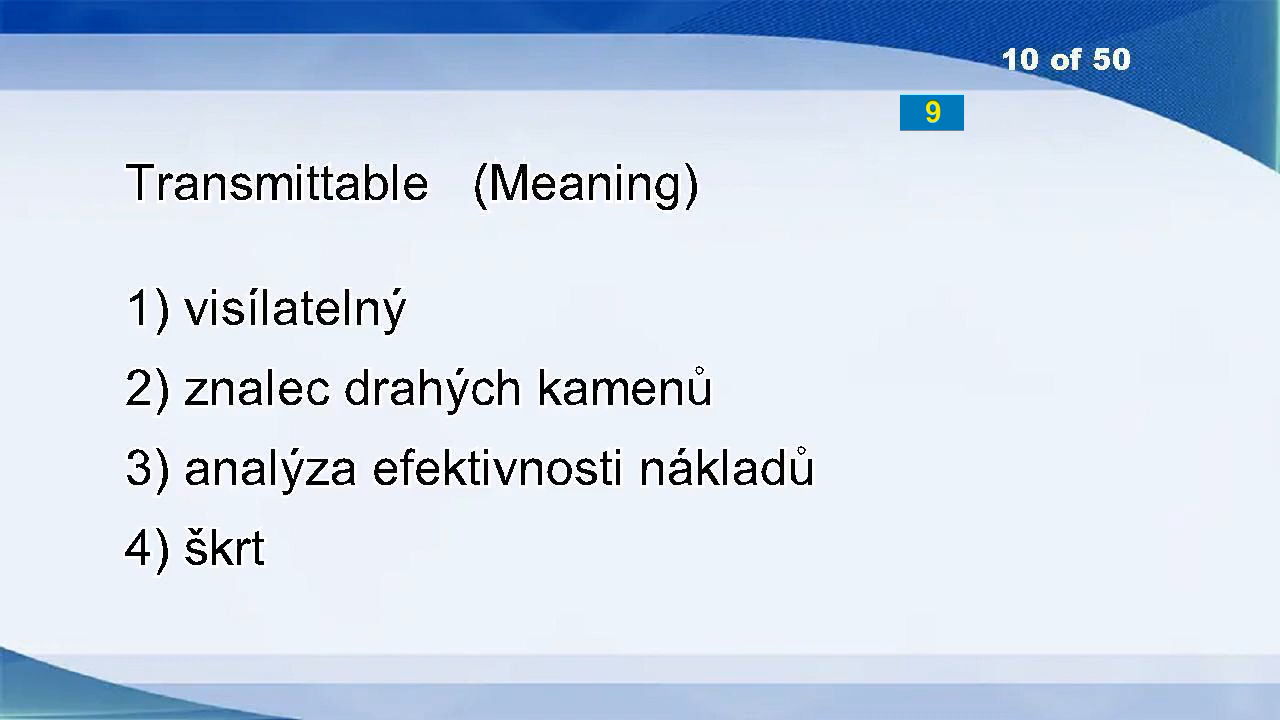 10 of 50
9
Transmittable (Meaning)
1) visílatelný
2) znalec drahých kamenů
3) analýza efektivnosti nákladů
4) škrt